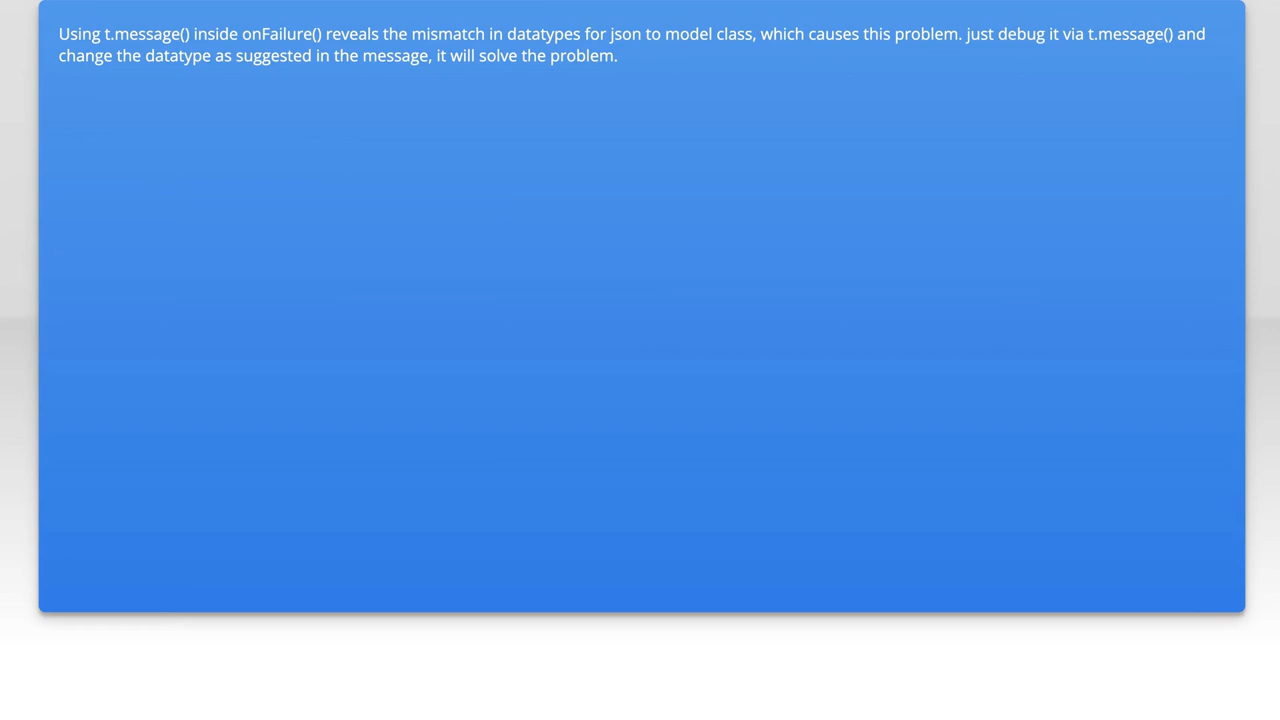 Using t.message() inside onFailure() reveals the mismatch in datatypes for json to model class, which causes this problem. just debug it via t.message() and
change the datatype as suggested in the message, it will solve the problem.